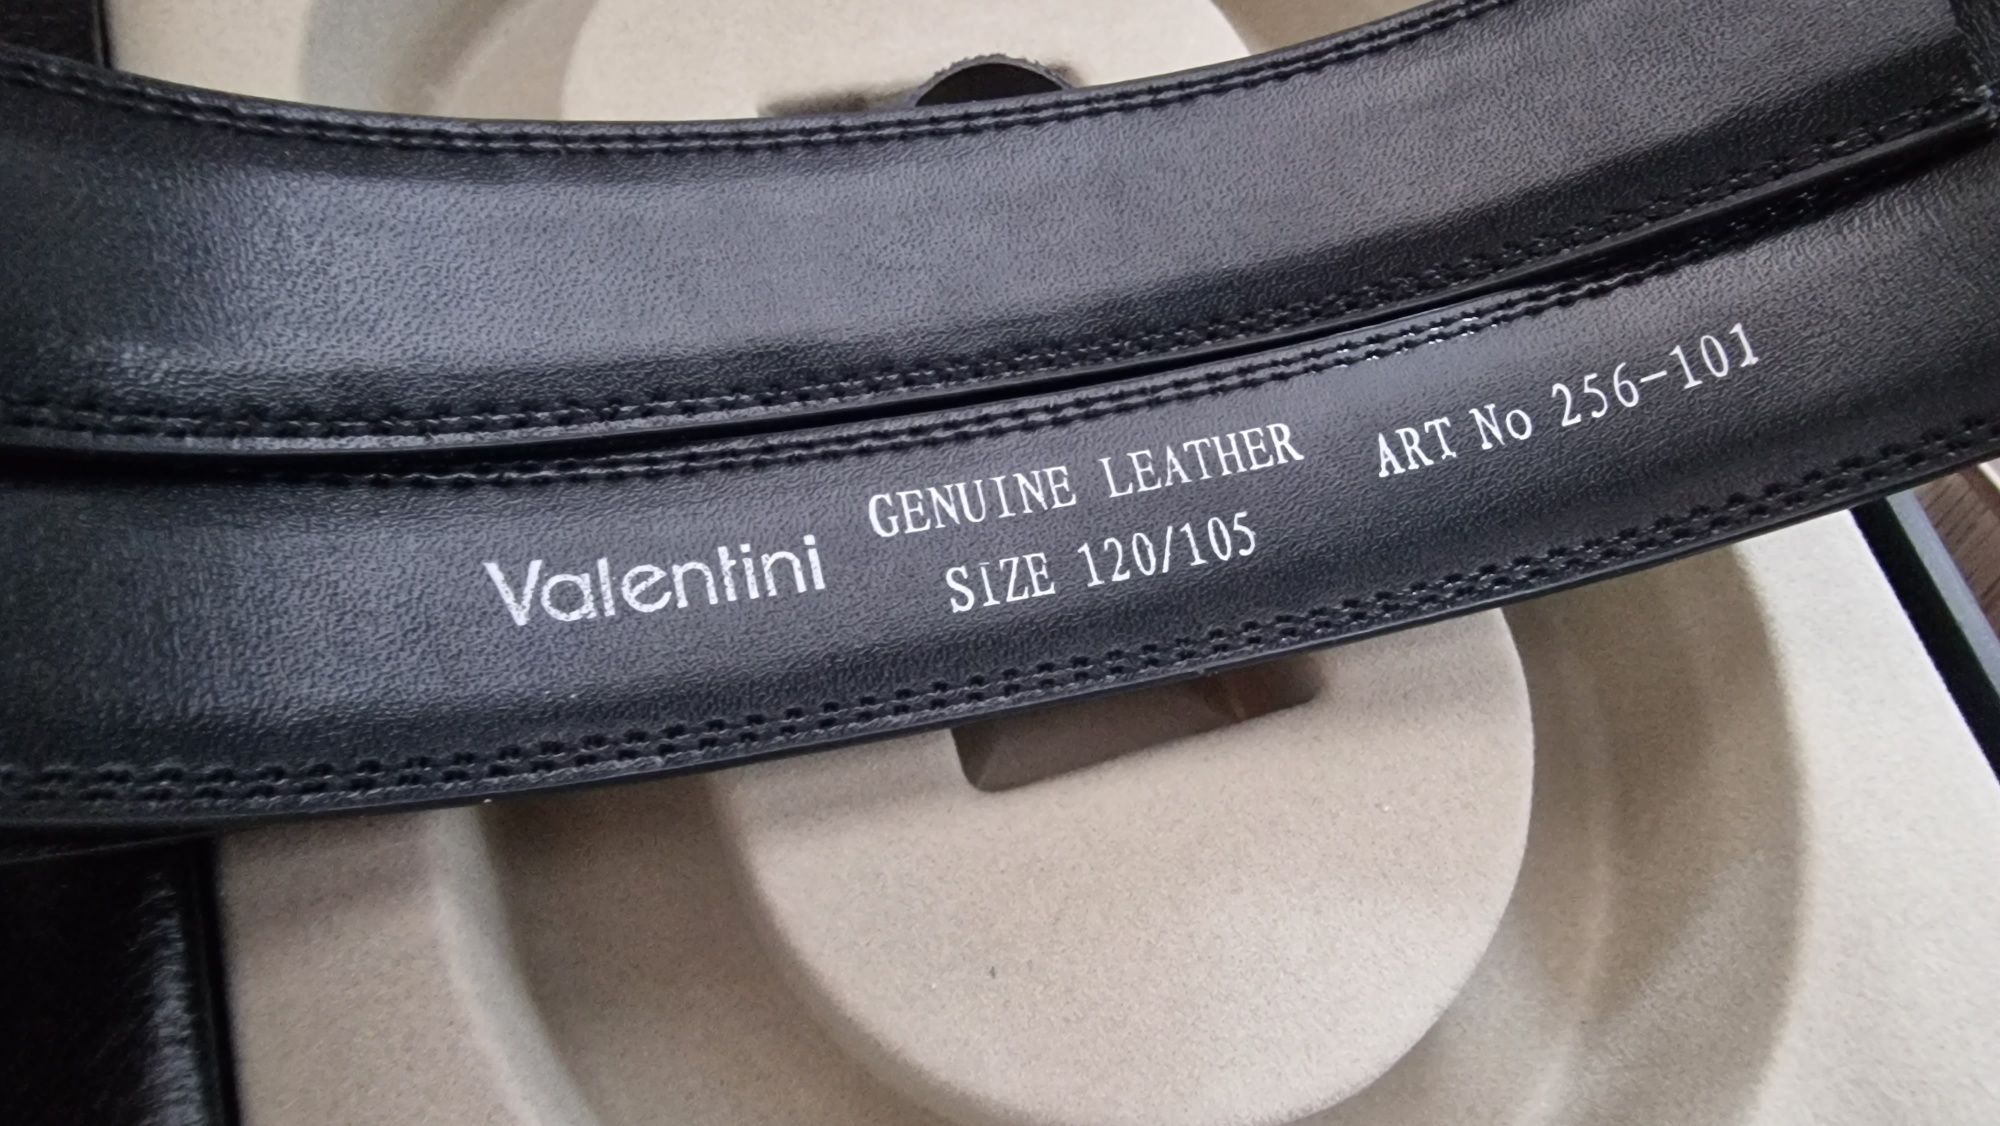 Valentini
GENUINE LEATHER ART No 256-101
SIZE 120/105